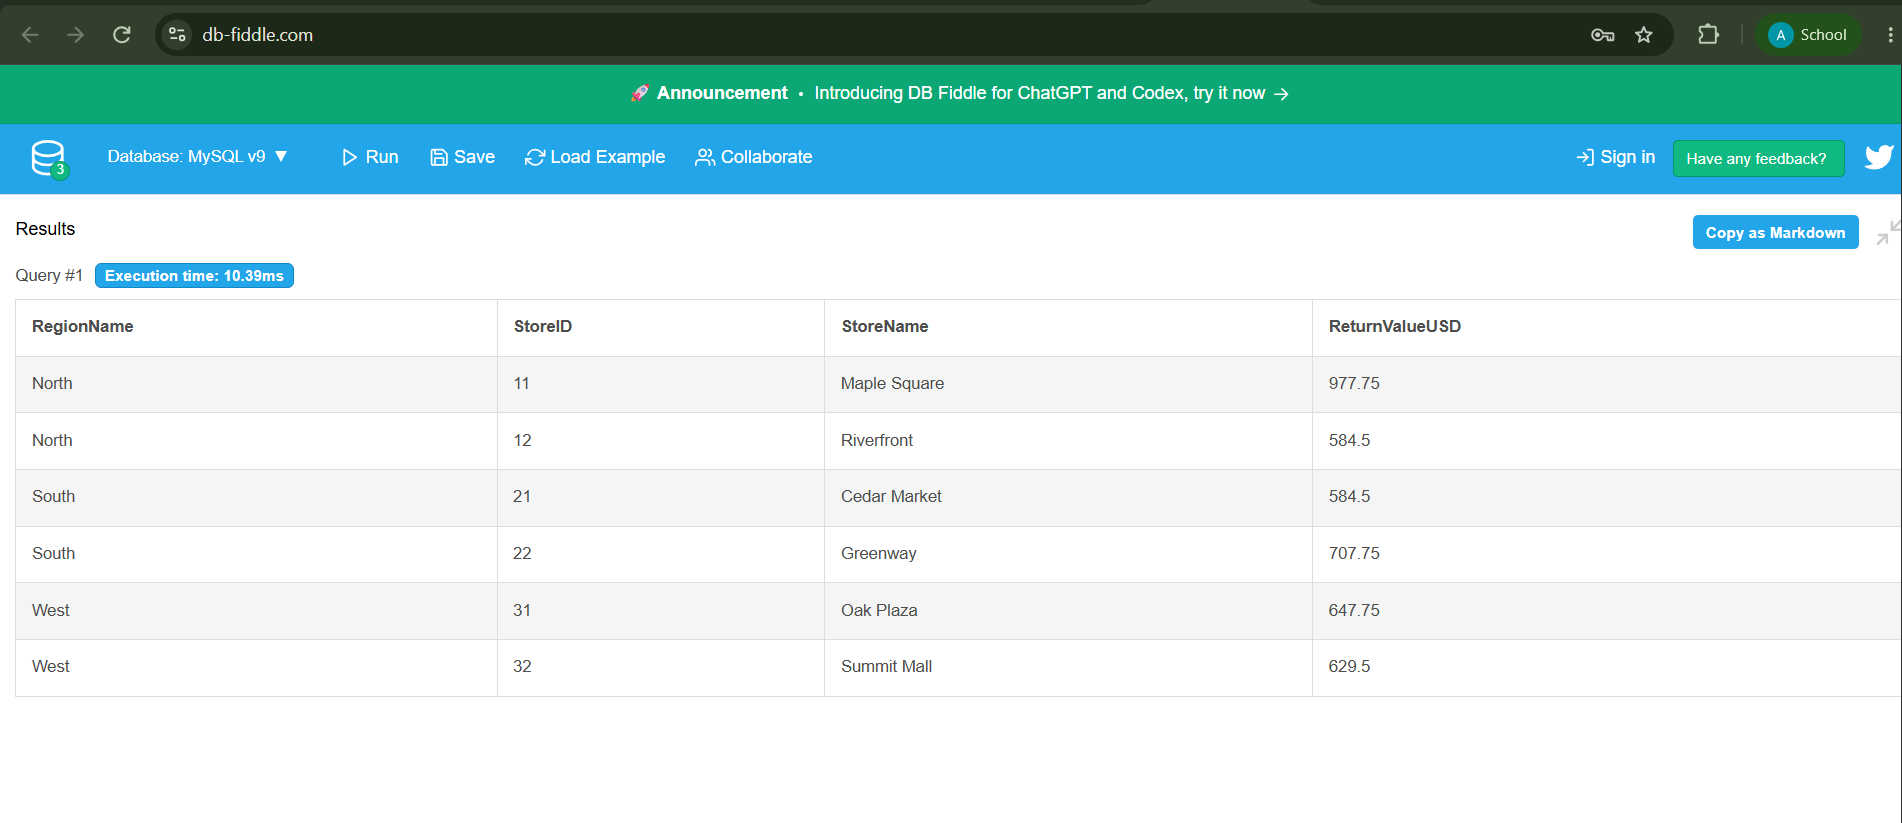 db-fiddle.com
A School
🚀 Announcement • Introducing DB Fiddle for ChatGPT and Codex, try it now →
3 Database: MySQL v9 ▼ Run Save Load Example Collaborate Sign in Have any feedback?
Results Copy as Markdown
Query #1 Execution time: 10.39ms
RegionName StoreID StoreName ReturnValueUSD
North 11 Maple Square 977.75
North 12 Riverfront 584.5
South 21 Cedar Market 584.5
South 22 Greenway 707.75
West 31 Oak Plaza 647.75
West 32 Summit Mall 629.5